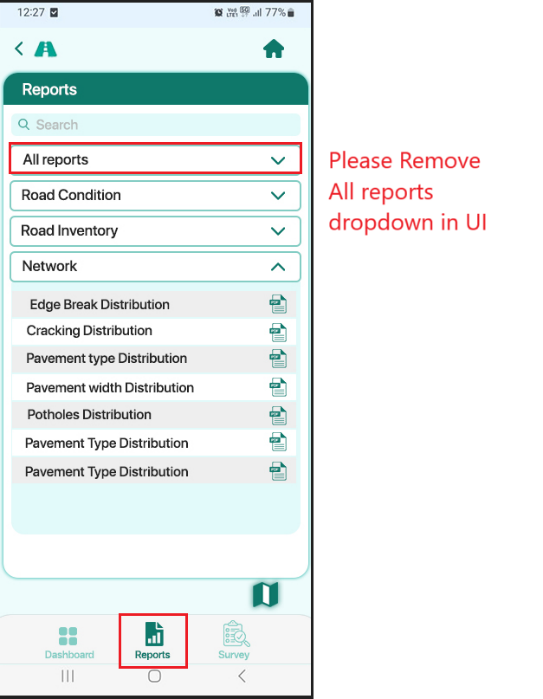 12:27
77%
Reports
Search
All reports
Please Remove
All reports
dropdown in UI
Road Condition
Road Inventory
Network
Edge Break Distribution
Cracking Distribution
Pavement type Distribution
Pavement width Distribution
Potholes Distribution
Pavement Type Distribution
Pavement Type Distribution
Dashboard
Reports
Survey